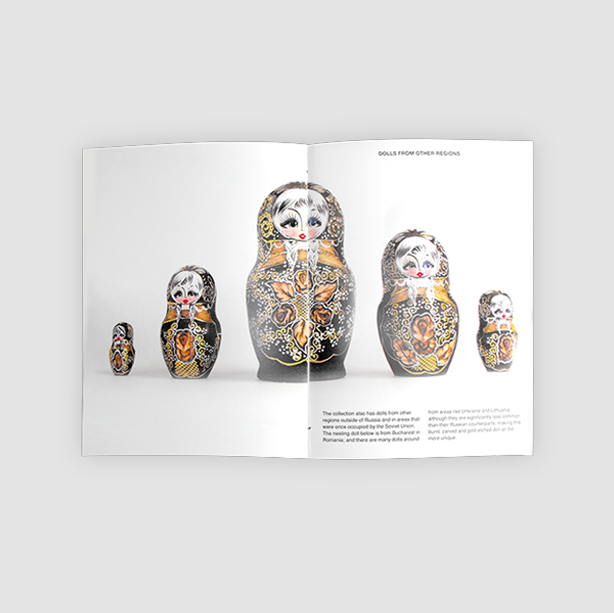 DOLLS FROM OTHER REGIONS
The collection also has dolls from other
regions outside of Russia and in areas that
were once occupied by the Soviet Union.
The nesting doll below is from Bucharest in
Romania, and there are many dolls around
from areas like Ukraine and Lithuania
although they are significantly less common
than their Russian counterparts, making this
burnt, carved and gold etched doll all the
more unique.